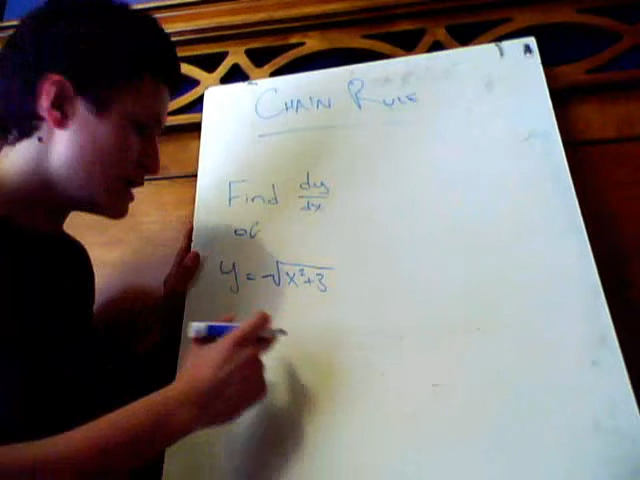 CHAIN RULE
Find dy/dx
of
y = √x²+3